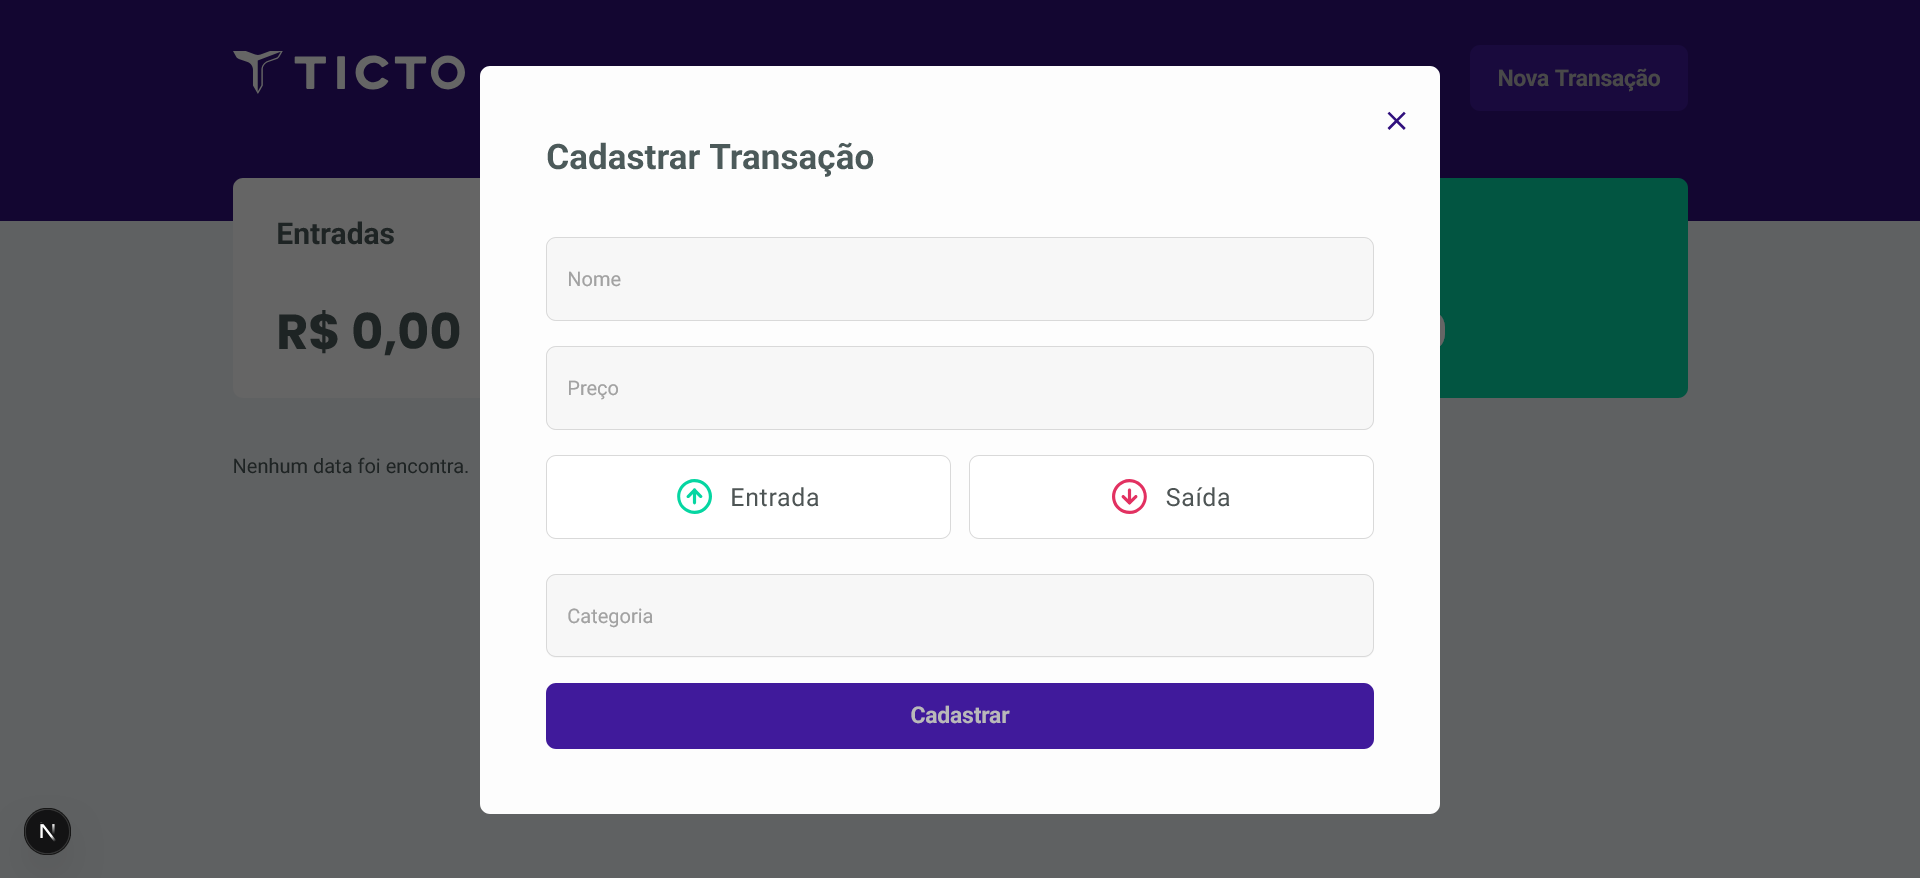 TICTO
Nova Transação
Cadastrar Transação
Entradas
R$ 0,00
Nome
Preço
Nenhum data foi encontra.
Entrada
Saída
Categoria
Cadastrar
N